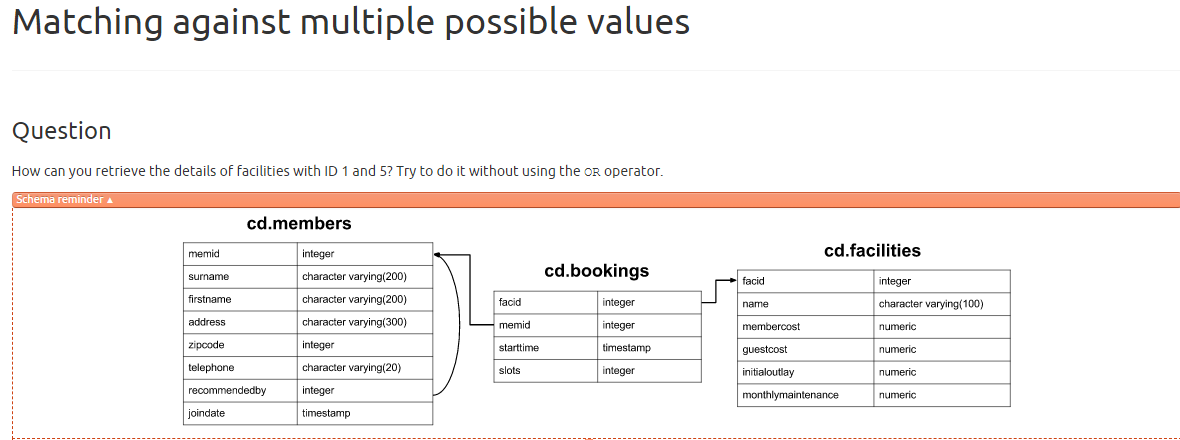 Matching against multiple possible values
Question
How can you retrieve the details of facilities with ID 1 and 5? Try to do it without using the OR operator.
Schema reminder ▲
cd.members
memid integer
surname character varying(200)
firstname character varying(200)
address character varying(300)
zipcode integer
telephone character varying(20)
recommendedby integer
joindate timestamp
cd.bookings
facid integer
memid integer
starttime timestamp
slots integer
cd.facilities
facid integer
name character varying(100)
membercost numeric
guestcost numeric
initialoutlay numeric
monthlymaintenance numeric